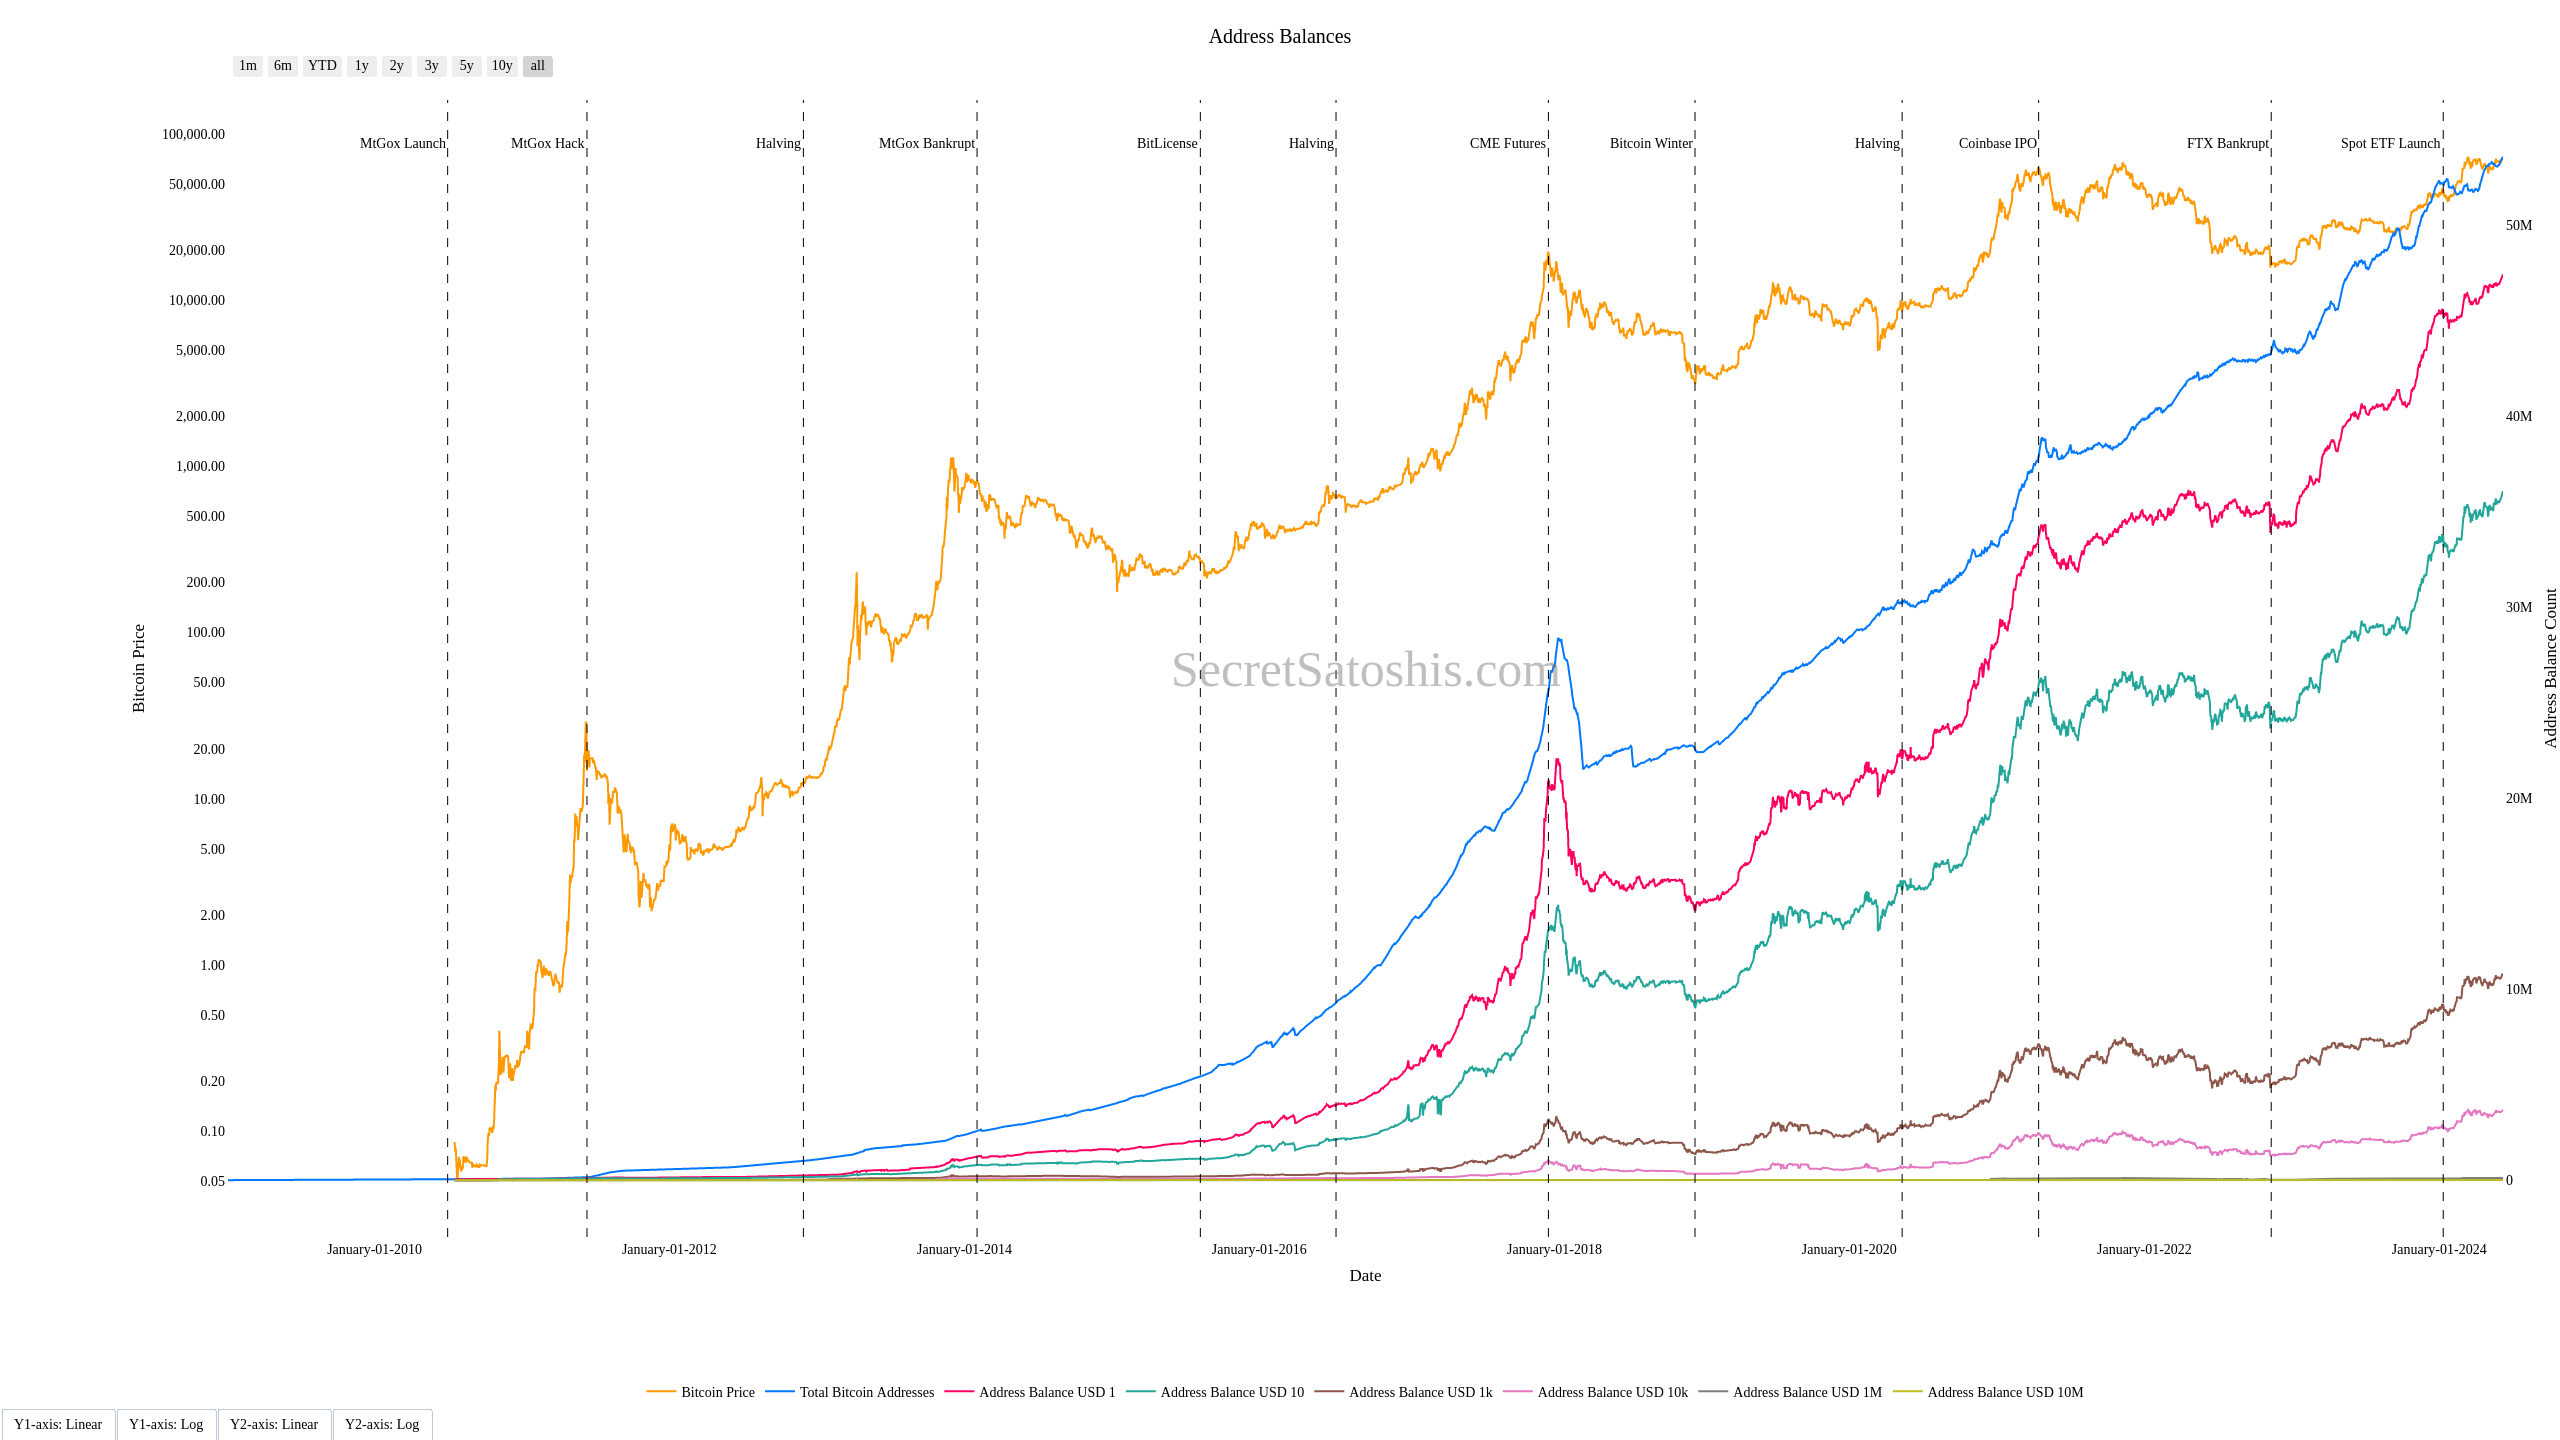 Address Balances
1m 6m YTD 1y 2y 3y 5y 10y all
MtGox Launch MtGox Hack Halving MtGox Bankrupt BitLicense Halving CME Futures Bitcoin Winter Halving Coinbase IPO FTX Bankrupt Spot ETF Launch
100,000.00
50,000.00
20,000.00
10,000.00
5,000.00
2,000.00
1,000.00
500.00
200.00
100.00
50.00
20.00
10.00
5.00
2.00
1.00
0.50
0.20
0.10
0.05
Bitcoin Price
SecretSatoshis.com
50M
40M
30M
20M
10M
0
Address Balance Count
January-01-2010 January-01-2012 January-01-2014 January-01-2016 January-01-2018 January-01-2020 January-01-2022 January-01-2024
Date
Bitcoin Price Total Bitcoin Addresses Address Balance USD 1 Address Balance USD 10 Address Balance USD 1k Address Balance USD 10k Address Balance USD 1M Address Balance USD 10M
Y1-axis: Linear Y1-axis: Log Y2-axis: Linear Y2-axis: Log